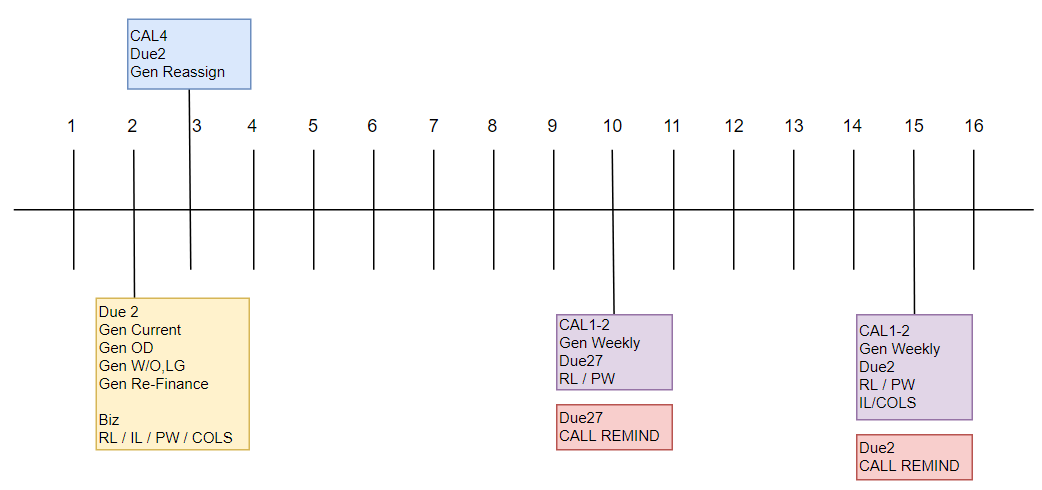 CAL4
Due2
Gen Reassign
1 2 3 4 5 6 7 8 9 10 11 12 13 14 15 16
Due 2
Gen Current
Gen OD
Gen W/O,LG
Gen Re-Finance
Biz
RL / IL / PW / COLS
CAL1-2
Gen Weekly
Due27
RL / PW
Due27
CALL REMIND
CAL1-2
Gen Weekly
Due2
RL / PW
IL/COLS
Due2
CALL REMIND